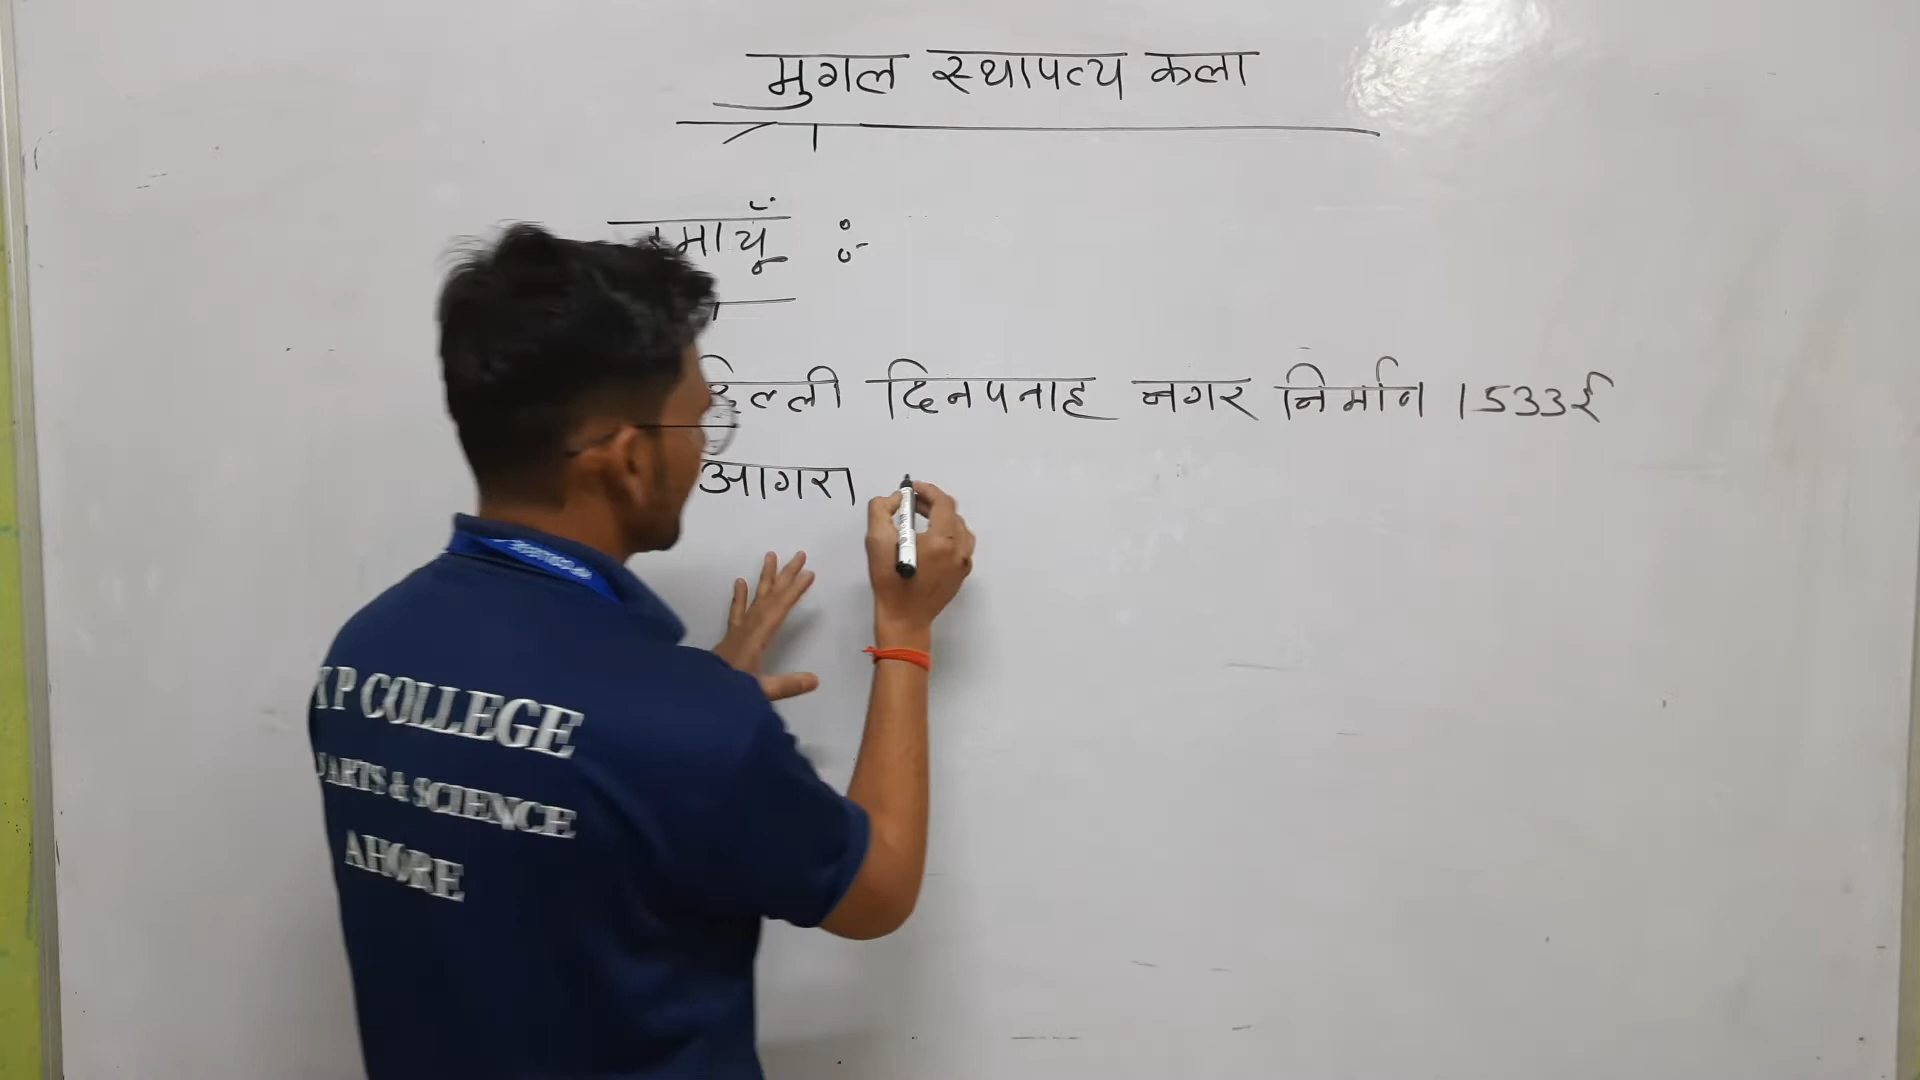 मुगल स्थापत्य कला
हुमायूँ :-
दिल्ली दिनपनाह नगर निर्माण 1533ई
आगरा
KP COLLEGE
ARTS & SCIENCE
AHORE